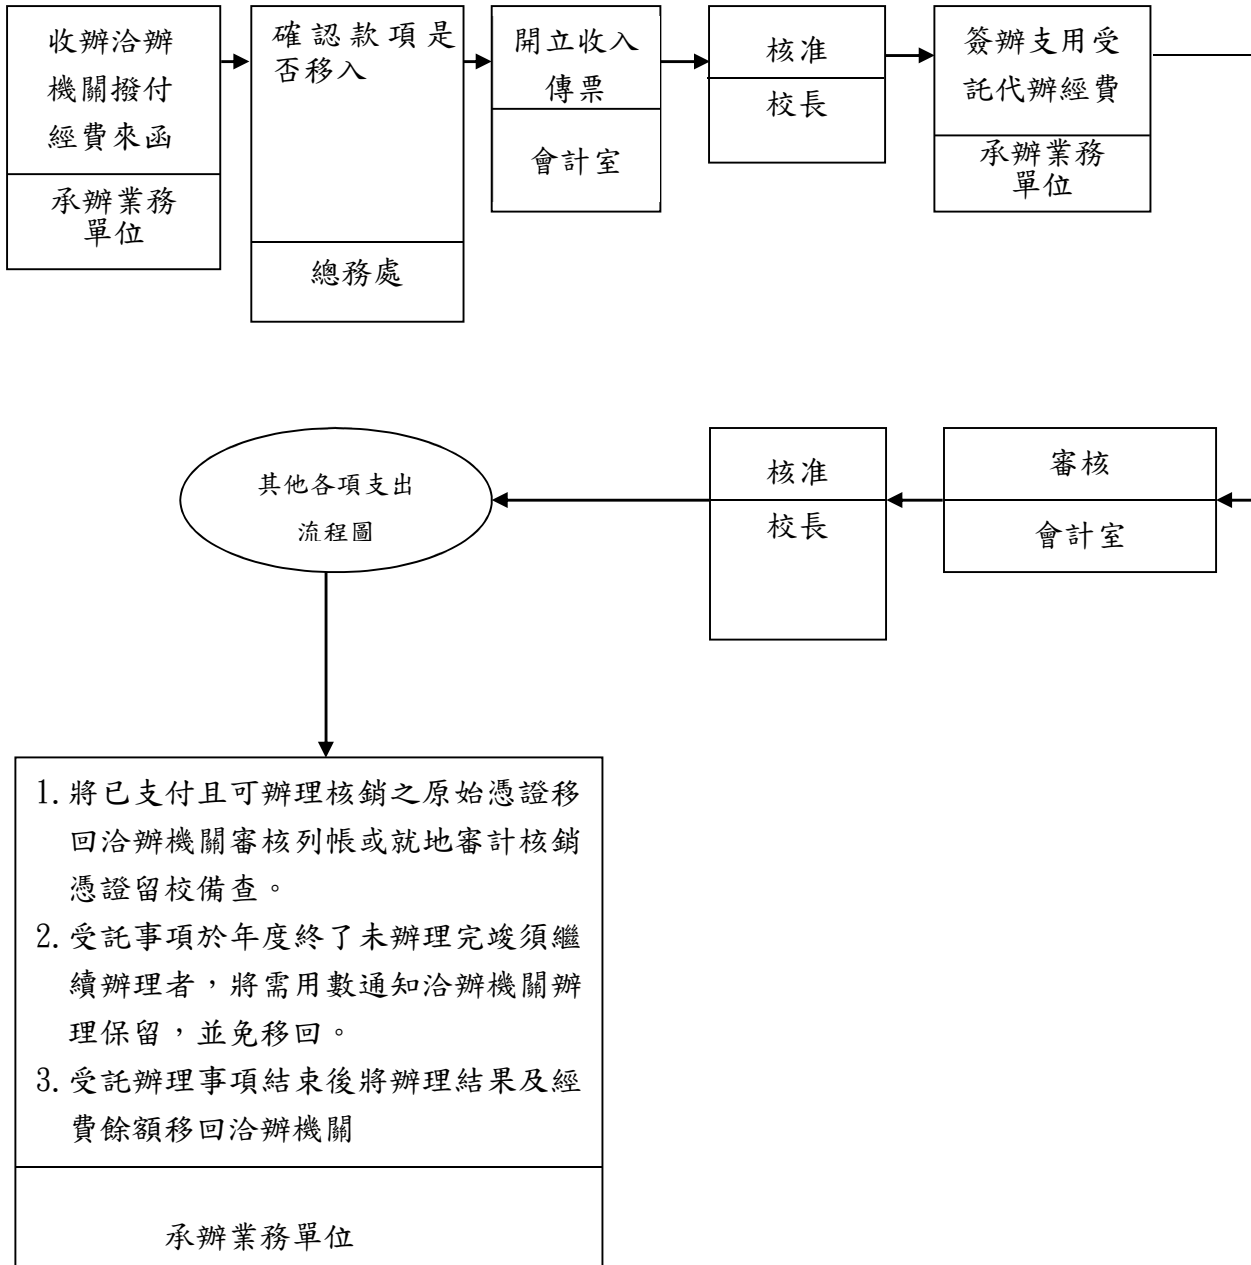 收辦洽辦
機關撥付
經費來函
承辦業務
單位
確認款項是
否移入
總務處
開立收入
傳票
會計室
核准
校長
簽辦支用受
託代辦經費
承辦業務
單位
審核
會計室
核准
校長
其他各項支出
流程圖
1. 將已支付且可辦理核銷之原始憑證移
回洽辦機關審核列帳或就地審計核銷
憑證留校備查。
2. 受託事項於年度終了未辦理完竣須繼
續辦理者，將需用數通知洽辦機關辦
理保留，並免移回。
3. 受託辦理事項結束後將辦理結果及經
費餘額移回洽辦機關
承辦業務單位